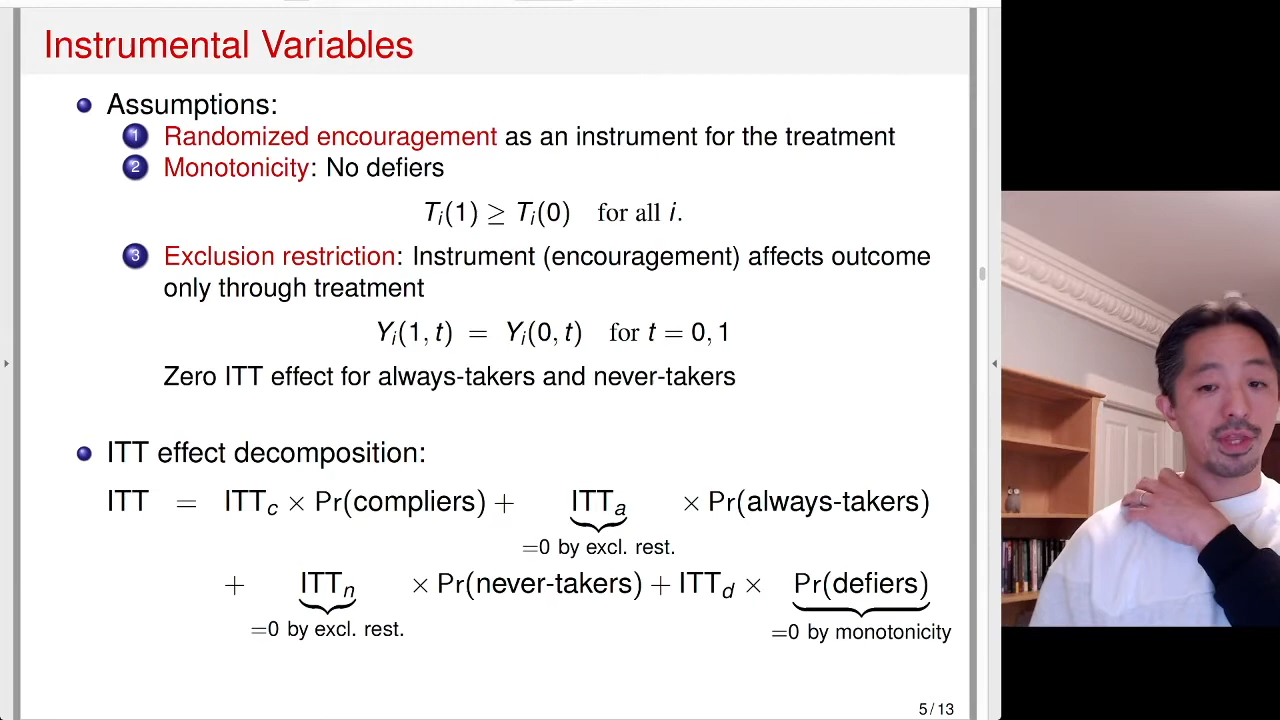 Instrumental Variables
Assumptions:
1 Randomized encouragement as an instrument for the treatment
2 Monotonicity: No defiers
Ti(1) ≥ Ti(0) for all i.
3 Exclusion restriction: Instrument (encouragement) affects outcome
only through treatment
Yi(1, t) = Yi(0, t) for t = 0, 1
Zero ITT effect for always-takers and never-takers
ITT effect decomposition:
ITT = ITTc × Pr(compliers) + ITTa × Pr(always-takers)
=0 by excl. rest.
+ ITTn × Pr(never-takers) + ITTd × Pr(defiers)
=0 by excl. rest. =0 by monotonicity
5 / 13